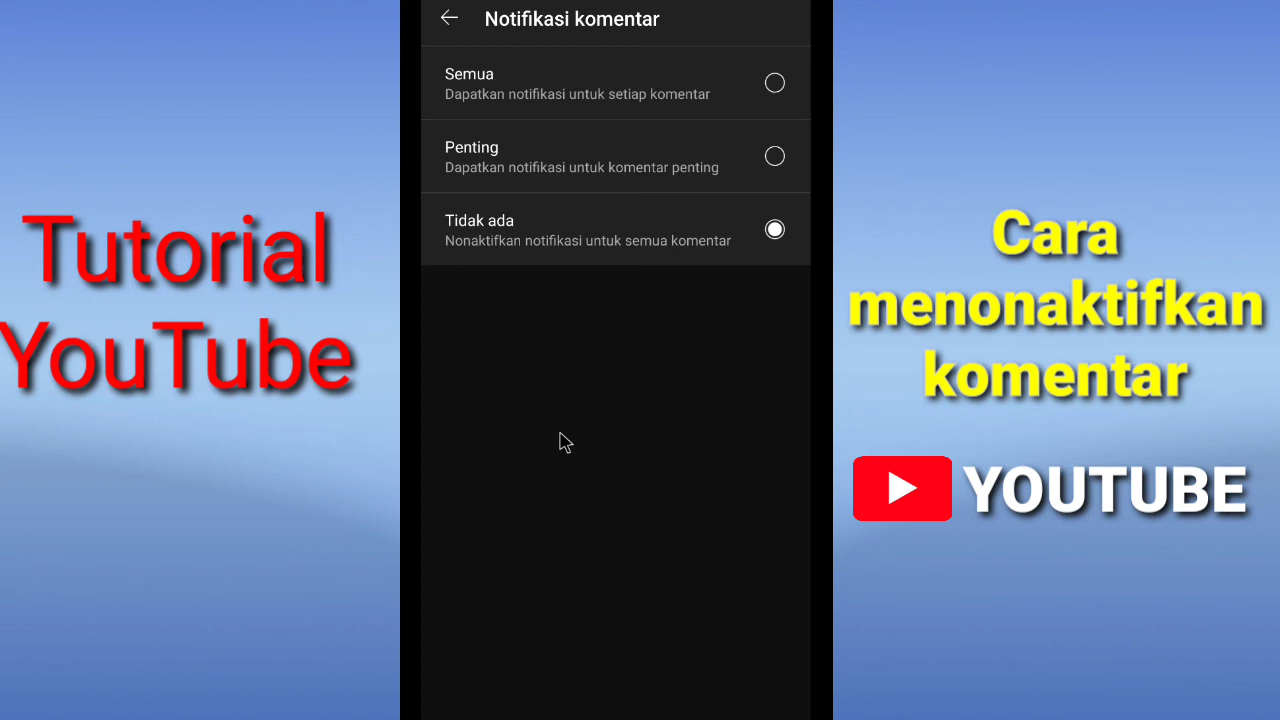 Tutorial
YouTube
Notifikasi komentar
Semua
Dapatkan notifikasi untuk setiap komentar
Penting
Dapatkan notifikasi untuk komentar penting
Tidak ada
Nonaktifkan notifikasi untuk semua komentar
Cara
menonaktifkan
komentar
YOUTUBE